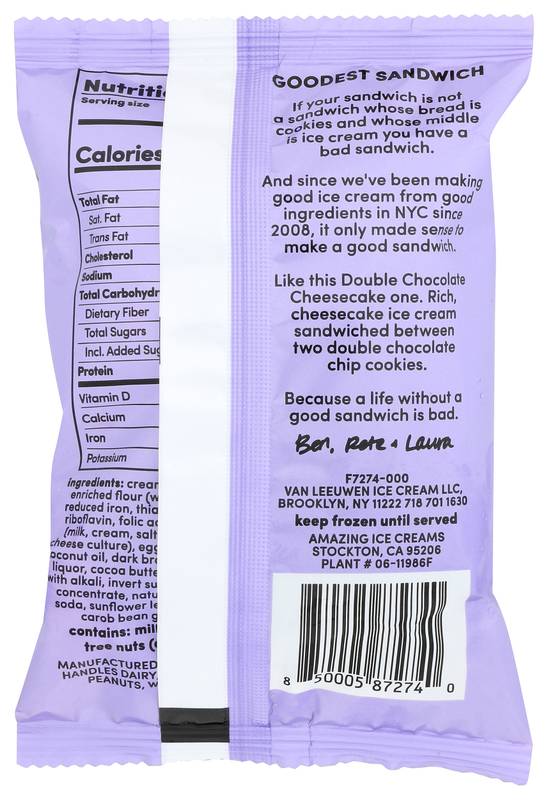 Nutriti
Serving size
Calories
Total Fat
Sat. Fat
Trans Fat
Cholesterol
Sodium
Total Carbohydr
Dietary Fiber
Total Sugars
Incl. Added Sug
Protein
Vitamin D
Calcium
Iron
Potassium
ingredients: crear
enriched flour (w
reduced iron, thia
riboflavin, folic ac
(milk, cream, salt
cheese culture), egg
oconut oil, dark bro
liquor, cocoa butte
with alkali, invert su
concentrate, natu
soda, sunflower le
carob bean g
contains: mil
tree nuts (
MANUFACTURED
HANDLES DAIRY
PEANUTS, W
GOODEST SANDWICH
If your sandwich is not
a sandwich whose bread is
cookies and whose middle
is ice cream you have a
bad sandwich.
And since we've been making
good ice cream from good
ingredients in NYC since
2008, it only made sense to
make a good sandwich.
Like this Double Chocolate
Cheesecake one. Rich,
cheesecake ice cream
sandwiched between
two double chocolate
chip cookies.
Because a life without a
good sandwich is bad.
Ben, Pete + Laura
F7274-000
VAN LEEUWEN ICE CREAM LLC,
BROOKLYN, NY 11222 718 701 1630
keep frozen until served
AMAZING ICE CREAMS
STOCKTON, CA 95206
PLANT # 06-11986F
8 50005 87274 0